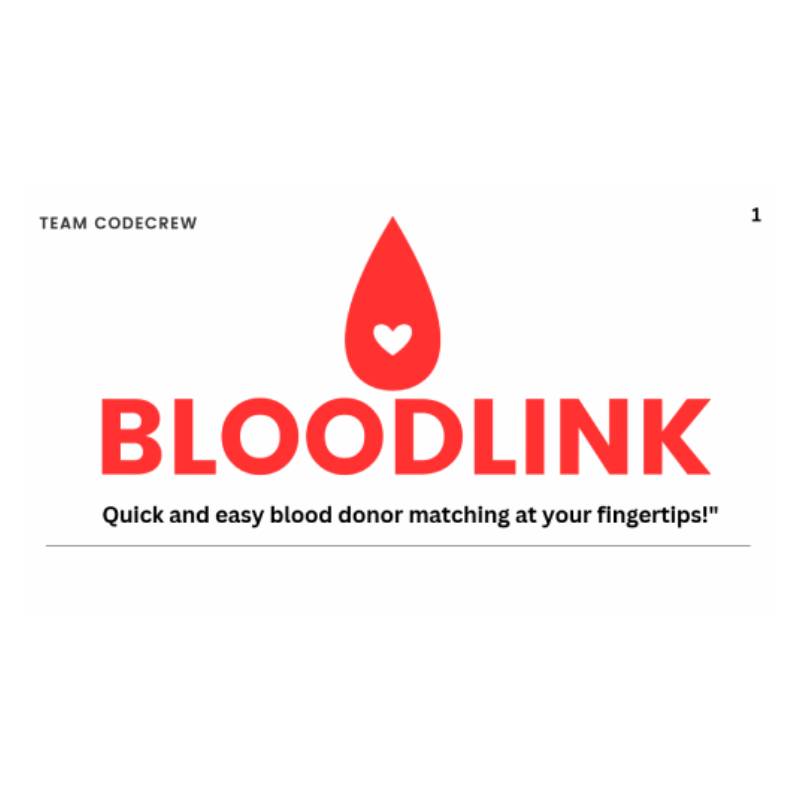 TEAM CODECREW
1
BLOODLINK
Quick and easy blood donor matching at your fingertips!"